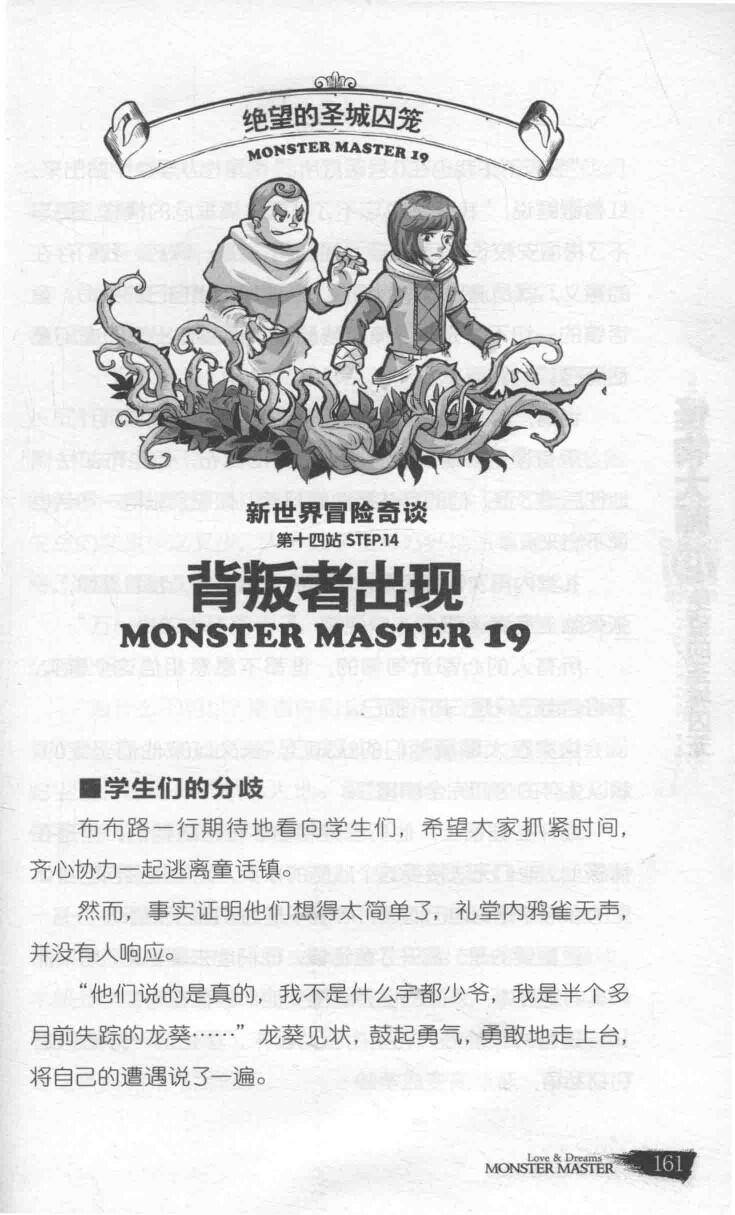 绝望的圣城囚笼
MONSTER MASTER 19
新世界冒险奇谈
第十四站 STEP.14
背叛者出现
MONSTER MASTER 19
■学生们的分歧
布布路一行期待地看向学生们，希望大家抓紧时间，
齐心协力一起逃离童话镇。
然而，事实证明他们想得太简单了，礼堂内鸦雀无声，
并没有人响应。
“他们说的是真的，我不是什么宇都少爷，我是半个多
月前失踪的龙葵……”龙葵见状，鼓起勇气，勇敢地走上台，
将自己的遭遇说了一遍。
Love & Dreams
MONSTER MASTER 161